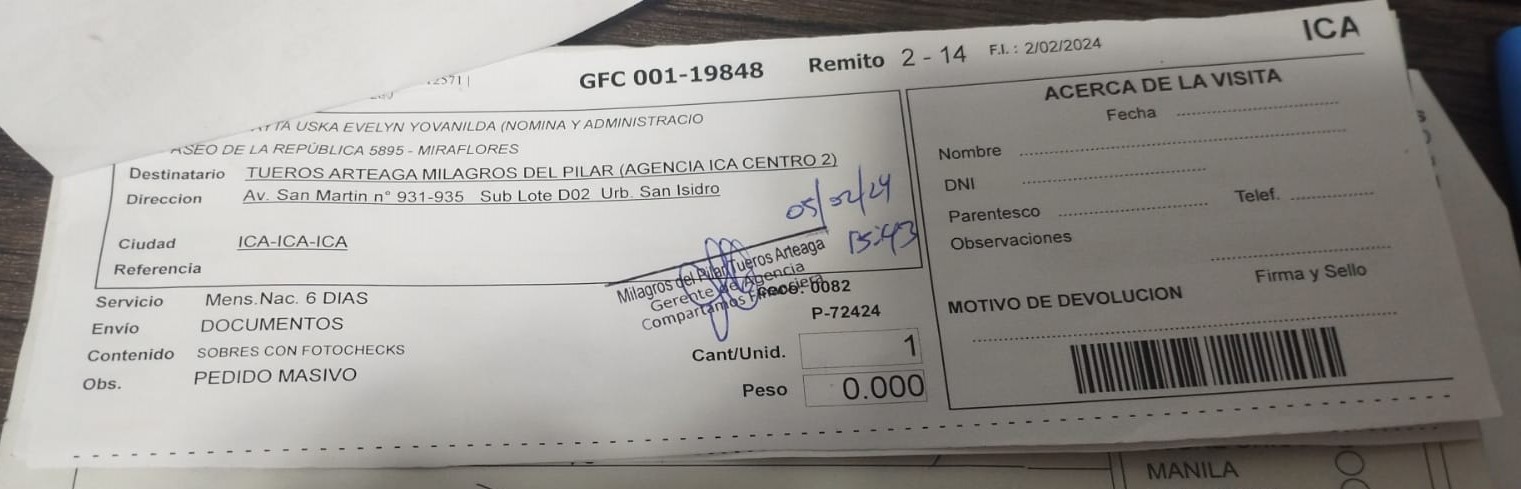 GFC 001-19848 Remito 2 - 14 F.I. : 2/02/2024 ICA
USKA EVELYN YOVANILDA (NOMINA Y ADMINISTRACIO
DE LA REPÚBLICA 5895 - MIRAFLORES
Destinatario TUEROS ARTEAGA MILAGROS DEL PILAR (AGENCIA ICA CENTRO 2)
Direccion Av. San Martin n° 931-935 Sub Lote D02 Urb. San Isidro
05/02/24
15:43
Ciudad ICA-ICA-ICA
Referencia
Milagros del Pilar Tueros Arteaga
Gerente de Agencia
Compartamos Financiera
Servicio Mens.Nac. 6 DIAS
Envío DOCUMENTOS
Contenido SOBRES CON FOTOCHECKS
Obs. PEDIDO MASIVO
0082
P-72424
Cant/Unid. 1
Peso 0.000
ACERCA DE LA VISITA
Fecha
Nombre
DNI
Parentesco Telef.
Observaciones
Firma y Sello
MOTIVO DE DEVOLUCION
MANILA